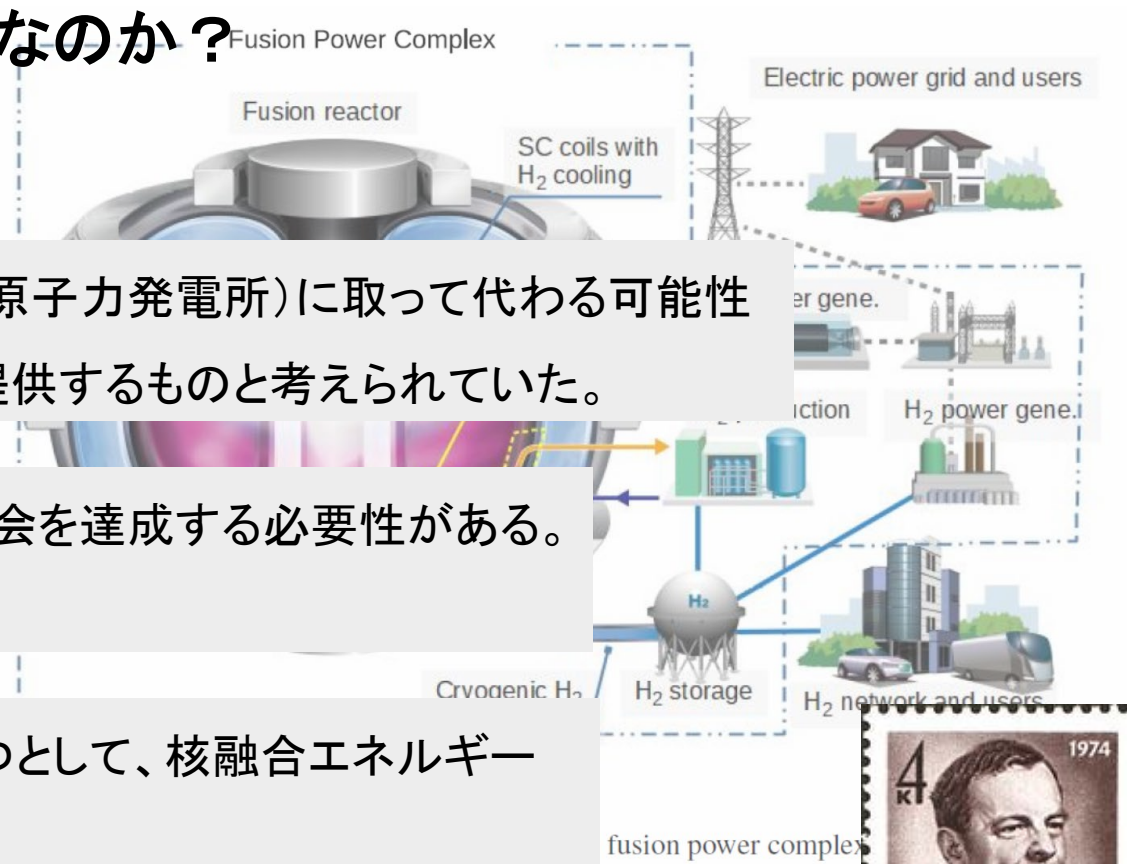 なのか？
Fusion Power Complex
Electric power grid and users
Fusion reactor
SC coils with
H₂ cooling
原子力発電所）に取って代わる可能性
er gene.
提供するものと考えられていた。
ction
H₂ power gene.
会を達成する必要性がある。
H₂
Cryogenic H₂
H₂ storage
H₂ network and users
つとして、核融合エネルギー
1974
4
К
fusion power complex